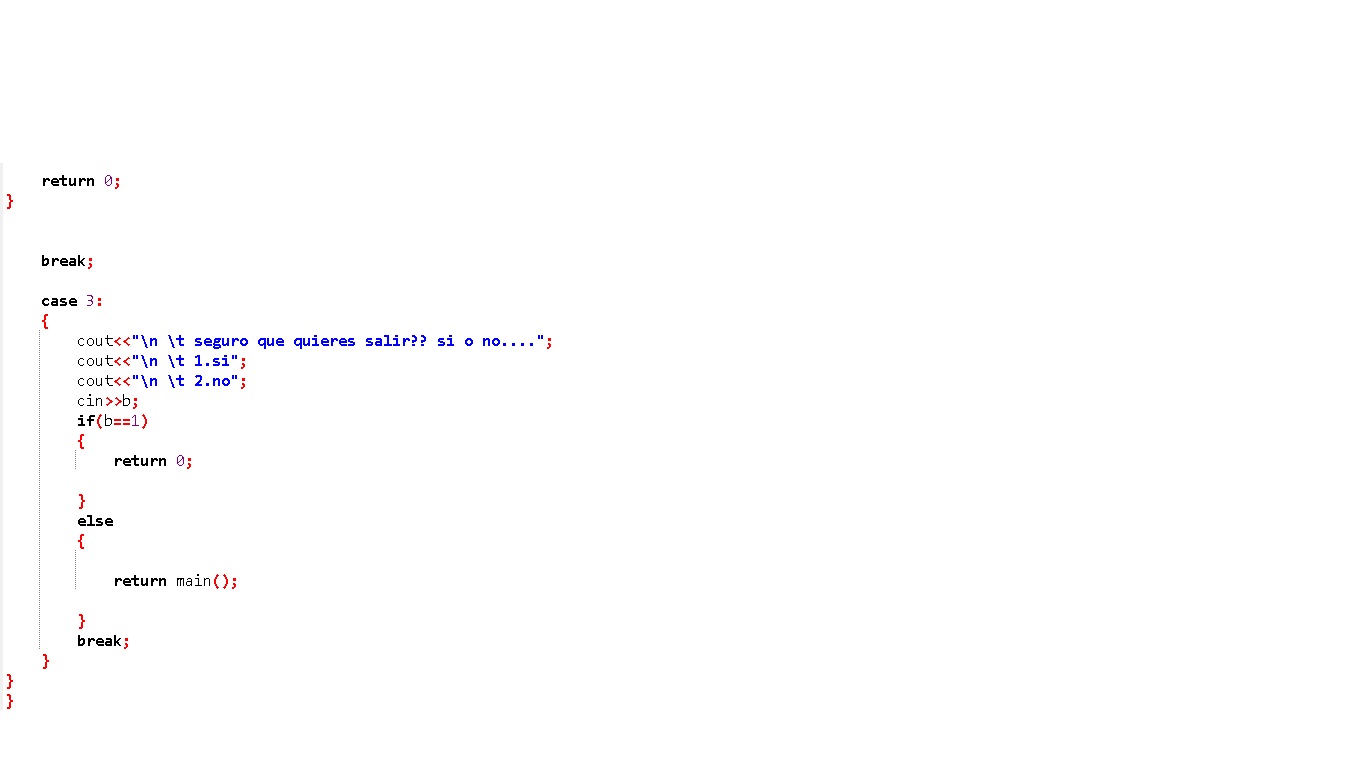 return 0;
}
break;
case 3:
{
cout<<"\n \t seguro que quieres salir?? si o no....";
cout<<"\n \t 1.si";
cout<<"\n \t 2.no";
cin>>b;
if(b==1)
{
return 0;
}
else
{
return main();
}
break;
}
}
}